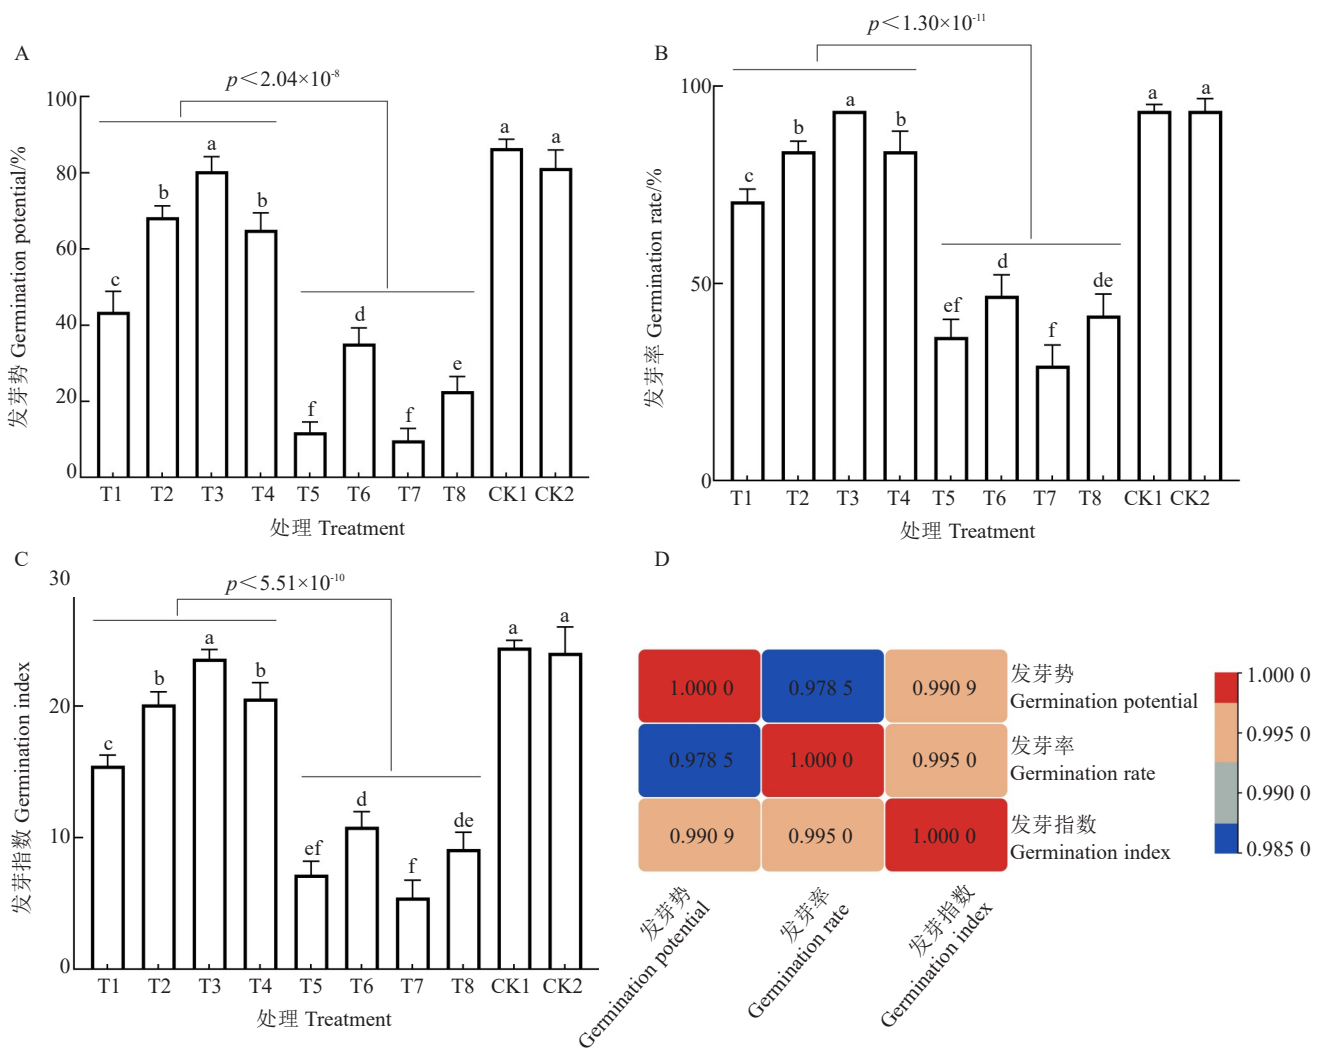 A
p＜2.04×10⁻⁸
100
80
60
40
20
0
发芽势 Germination potential/%
c
b
a
b
f
d
f
e
a
a
T1 T2 T3 T4 T5 T6 T7 T8 CK1 CK2
处理 Treatment
B
p＜1.30×10⁻¹¹
100
50
0
发芽率 Germination rate/%
c
b
a
b
ef
d
f
de
a
a
T1 T2 T3 T4 T5 T6 T7 T8 CK1 CK2
处理 Treatment
C
p＜5.51×10⁻¹⁰
30
20
10
0
发芽指数 Germination index
c
b
a
b
ef
d
f
de
a
a
T1 T2 T3 T4 T5 T6 T7 T8 CK1 CK2
处理 Treatment
D
1.000 0 0.978 5 0.990 9
发芽势
Germination potential
0.978 5 1.000 0 0.995 0
发芽率
Germination rate
0.990 9 0.995 0 1.000 0
发芽指数
Germination index
发芽势
Germination potential
发芽率
Germination rate
发芽指数
Germination index
1.000 0
0.995 0
0.990 0
0.985 0